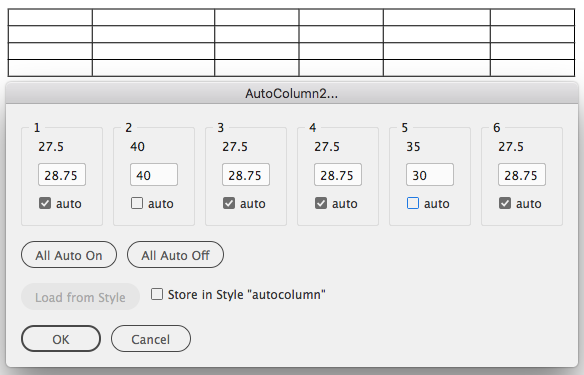 AutoColumn2...
1 2 3 4 5 6
27.5 40 27.5 27.5 35 27.5
28.75 40 28.75 28.75 30 28.75
auto auto auto auto auto auto
All Auto On All Auto Off
Load from Style Store in Style "autocolumn"
OK Cancel